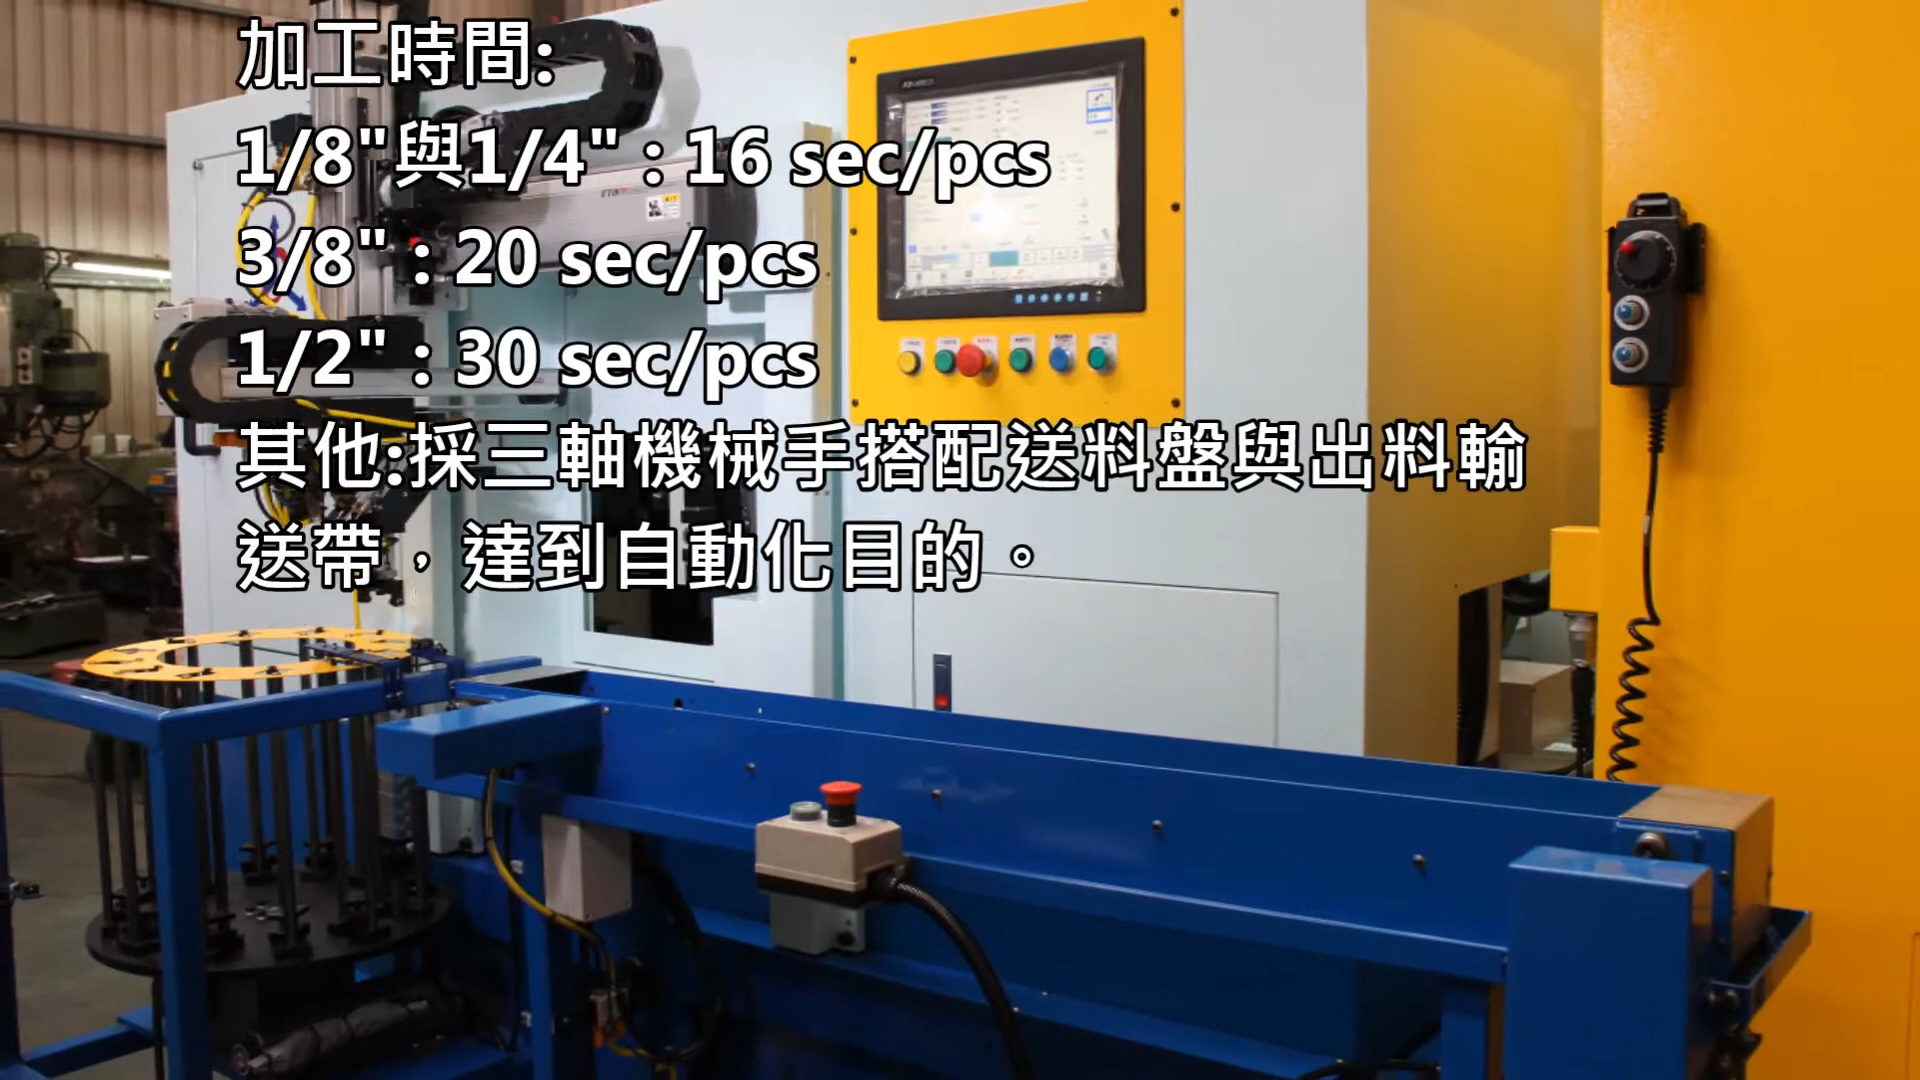 加工時間:
1/8"與1/4" : 16 sec/pcs
3/8" : 20 sec/pcs
1/2" : 30 sec/pcs
其他:採三軸機械手搭配送料盤與出料輸
送帶，達到自動化目的。